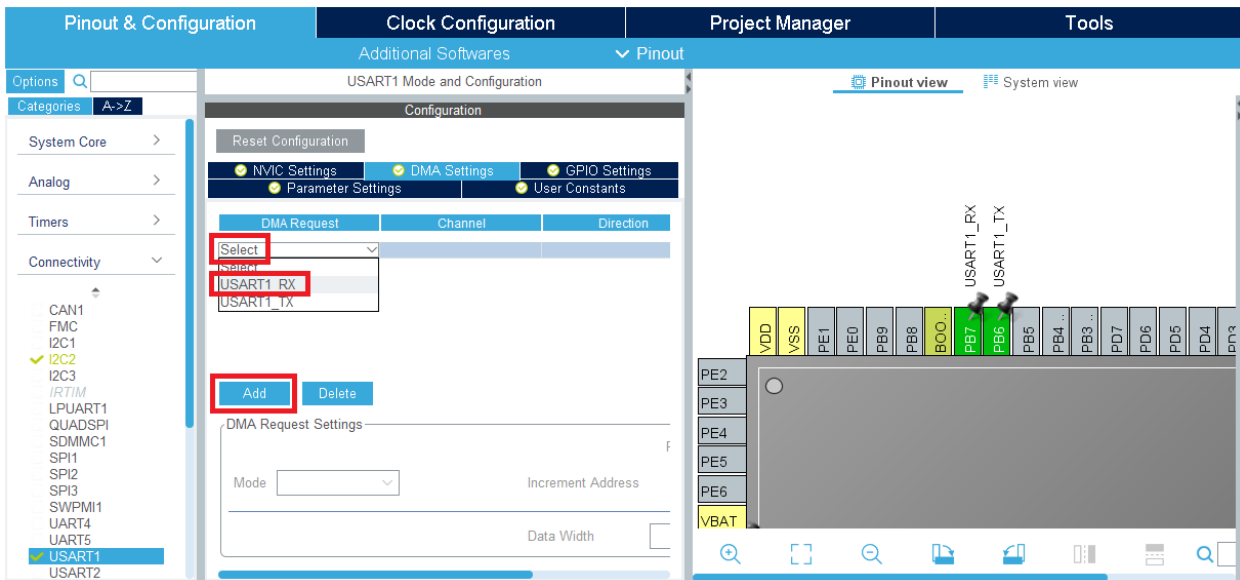 Pinout & Configuration Clock Configuration Project Manager Tools
Additional Softwares Pinout
Options
USART1 Mode and Configuration
Pinout view System view
Categories A->Z
Configuration
System Core
Reset Configuration
NVIC Settings DMA Settings GPIO Settings
Parameter Settings User Constants
Analog
Timers
DMA Request Channel Direction
Connectivity
Select
Select
USART1_RX
USART1_TX
CAN1
FMC
I2C1
I2C2
I2C3
IRTIM
LPUART1
QUADSPI
SDMMC1
SPI1
SPI2
SPI3
SWPMI1
UART4
UART5
USART1
USART2
Add Delete
DMA Request Settings
Mode
Increment Address
Data Width
USART1_RX
USART1_TX
VDD
VSS
PE1
PE0
PB9
PB8
BOO..
PB7
PB6
PB5
PB4 ..
PB3 ..
PD7
PD6
PD5
PD4
PD3
PE2
PE3
PE4
PE5
PE6
VBAT